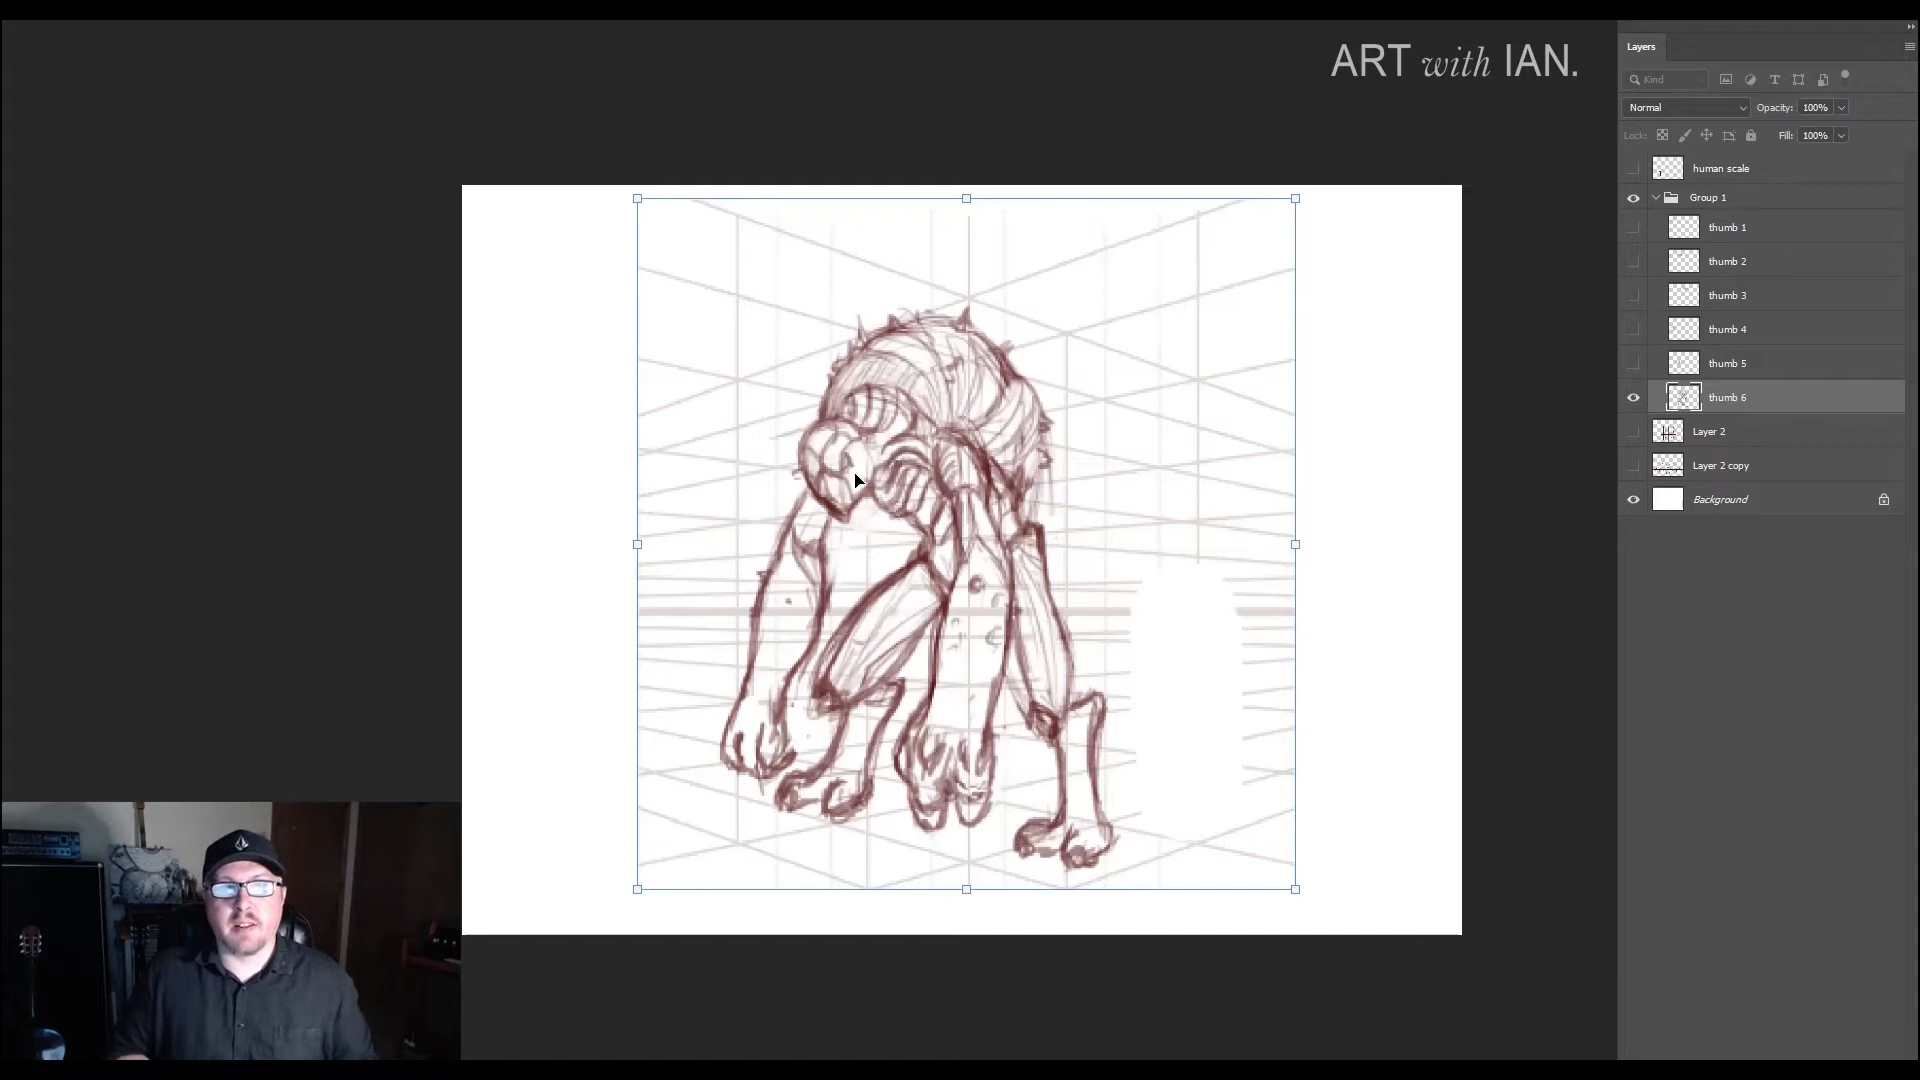 ART with IAN.
Layers
Kind
Normal
Opacity: 100%
Lock:
Fill: 100%
human scale
Group 1
thumb 1
thumb 2
thumb 3
thumb 4
thumb 5
thumb 6
Layer 2
Layer 2 copy
Background